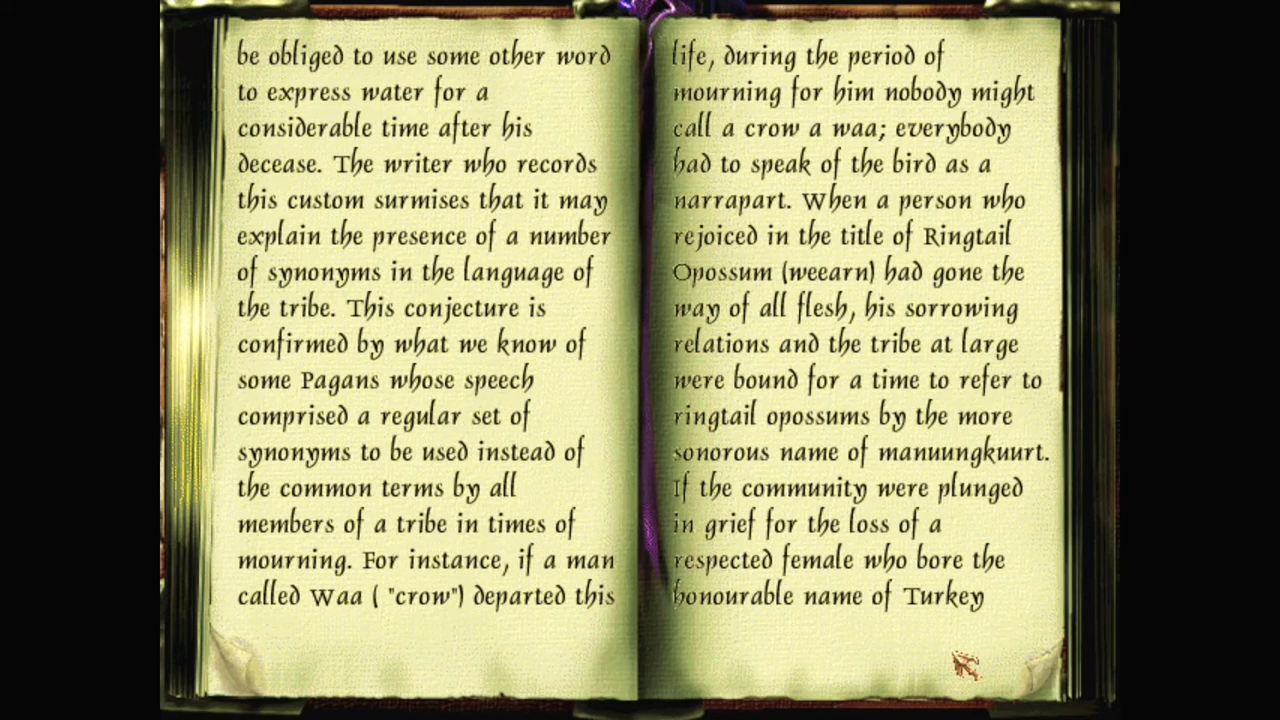 be obliged to use some other word
to express water for a
considerable time after his
decease. The writer who records
this custom surmises that it may
explain the presence of a number
of synonyms in the language of
the tribe. This conjecture is
confirmed by what we know of
some Pagans whose speech
comprised a regular set of
synonyms to be used instead of
the common terms by all
members of a tribe in times of
mourning. For instance, if a man
called Waa ( "crow") departed this
life, during the period of
mourning for him nobody might
call a crow a waa; everybody
had to speak of the bird as a
narrapart. When a person who
rejoiced in the title of Ringtail
Opossum (weearn) had gone the
way of all flesh, his sorrowing
relations and the tribe at large
were bound for a time to refer to
ringtail opossums by the more
sonorous name of manuungkuurt.
If the community were plunged
in grief for the loss of a
respected female who bore the
honourable name of Turkey